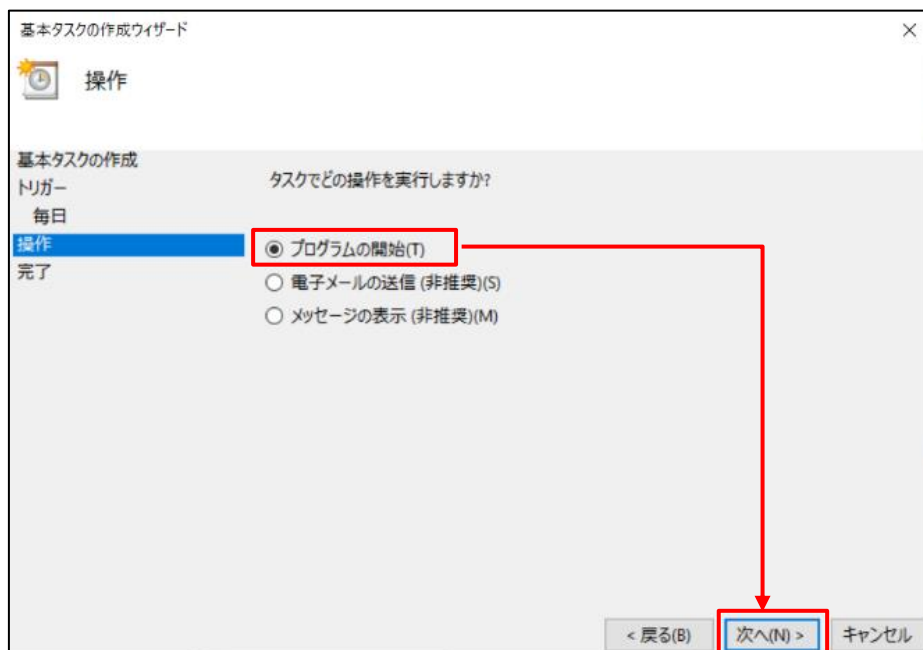 基本タスクの作成ウィザード
操作
基本タスクの作成
トリガー
毎日
操作
完了
タスクでどの操作を実行しますか?
プログラムの開始(T)
電子メールの送信 (非推奨)(S)
メッセージの表示 (非推奨)(M)
< 戻る(B)
次へ(N) >
キャンセル